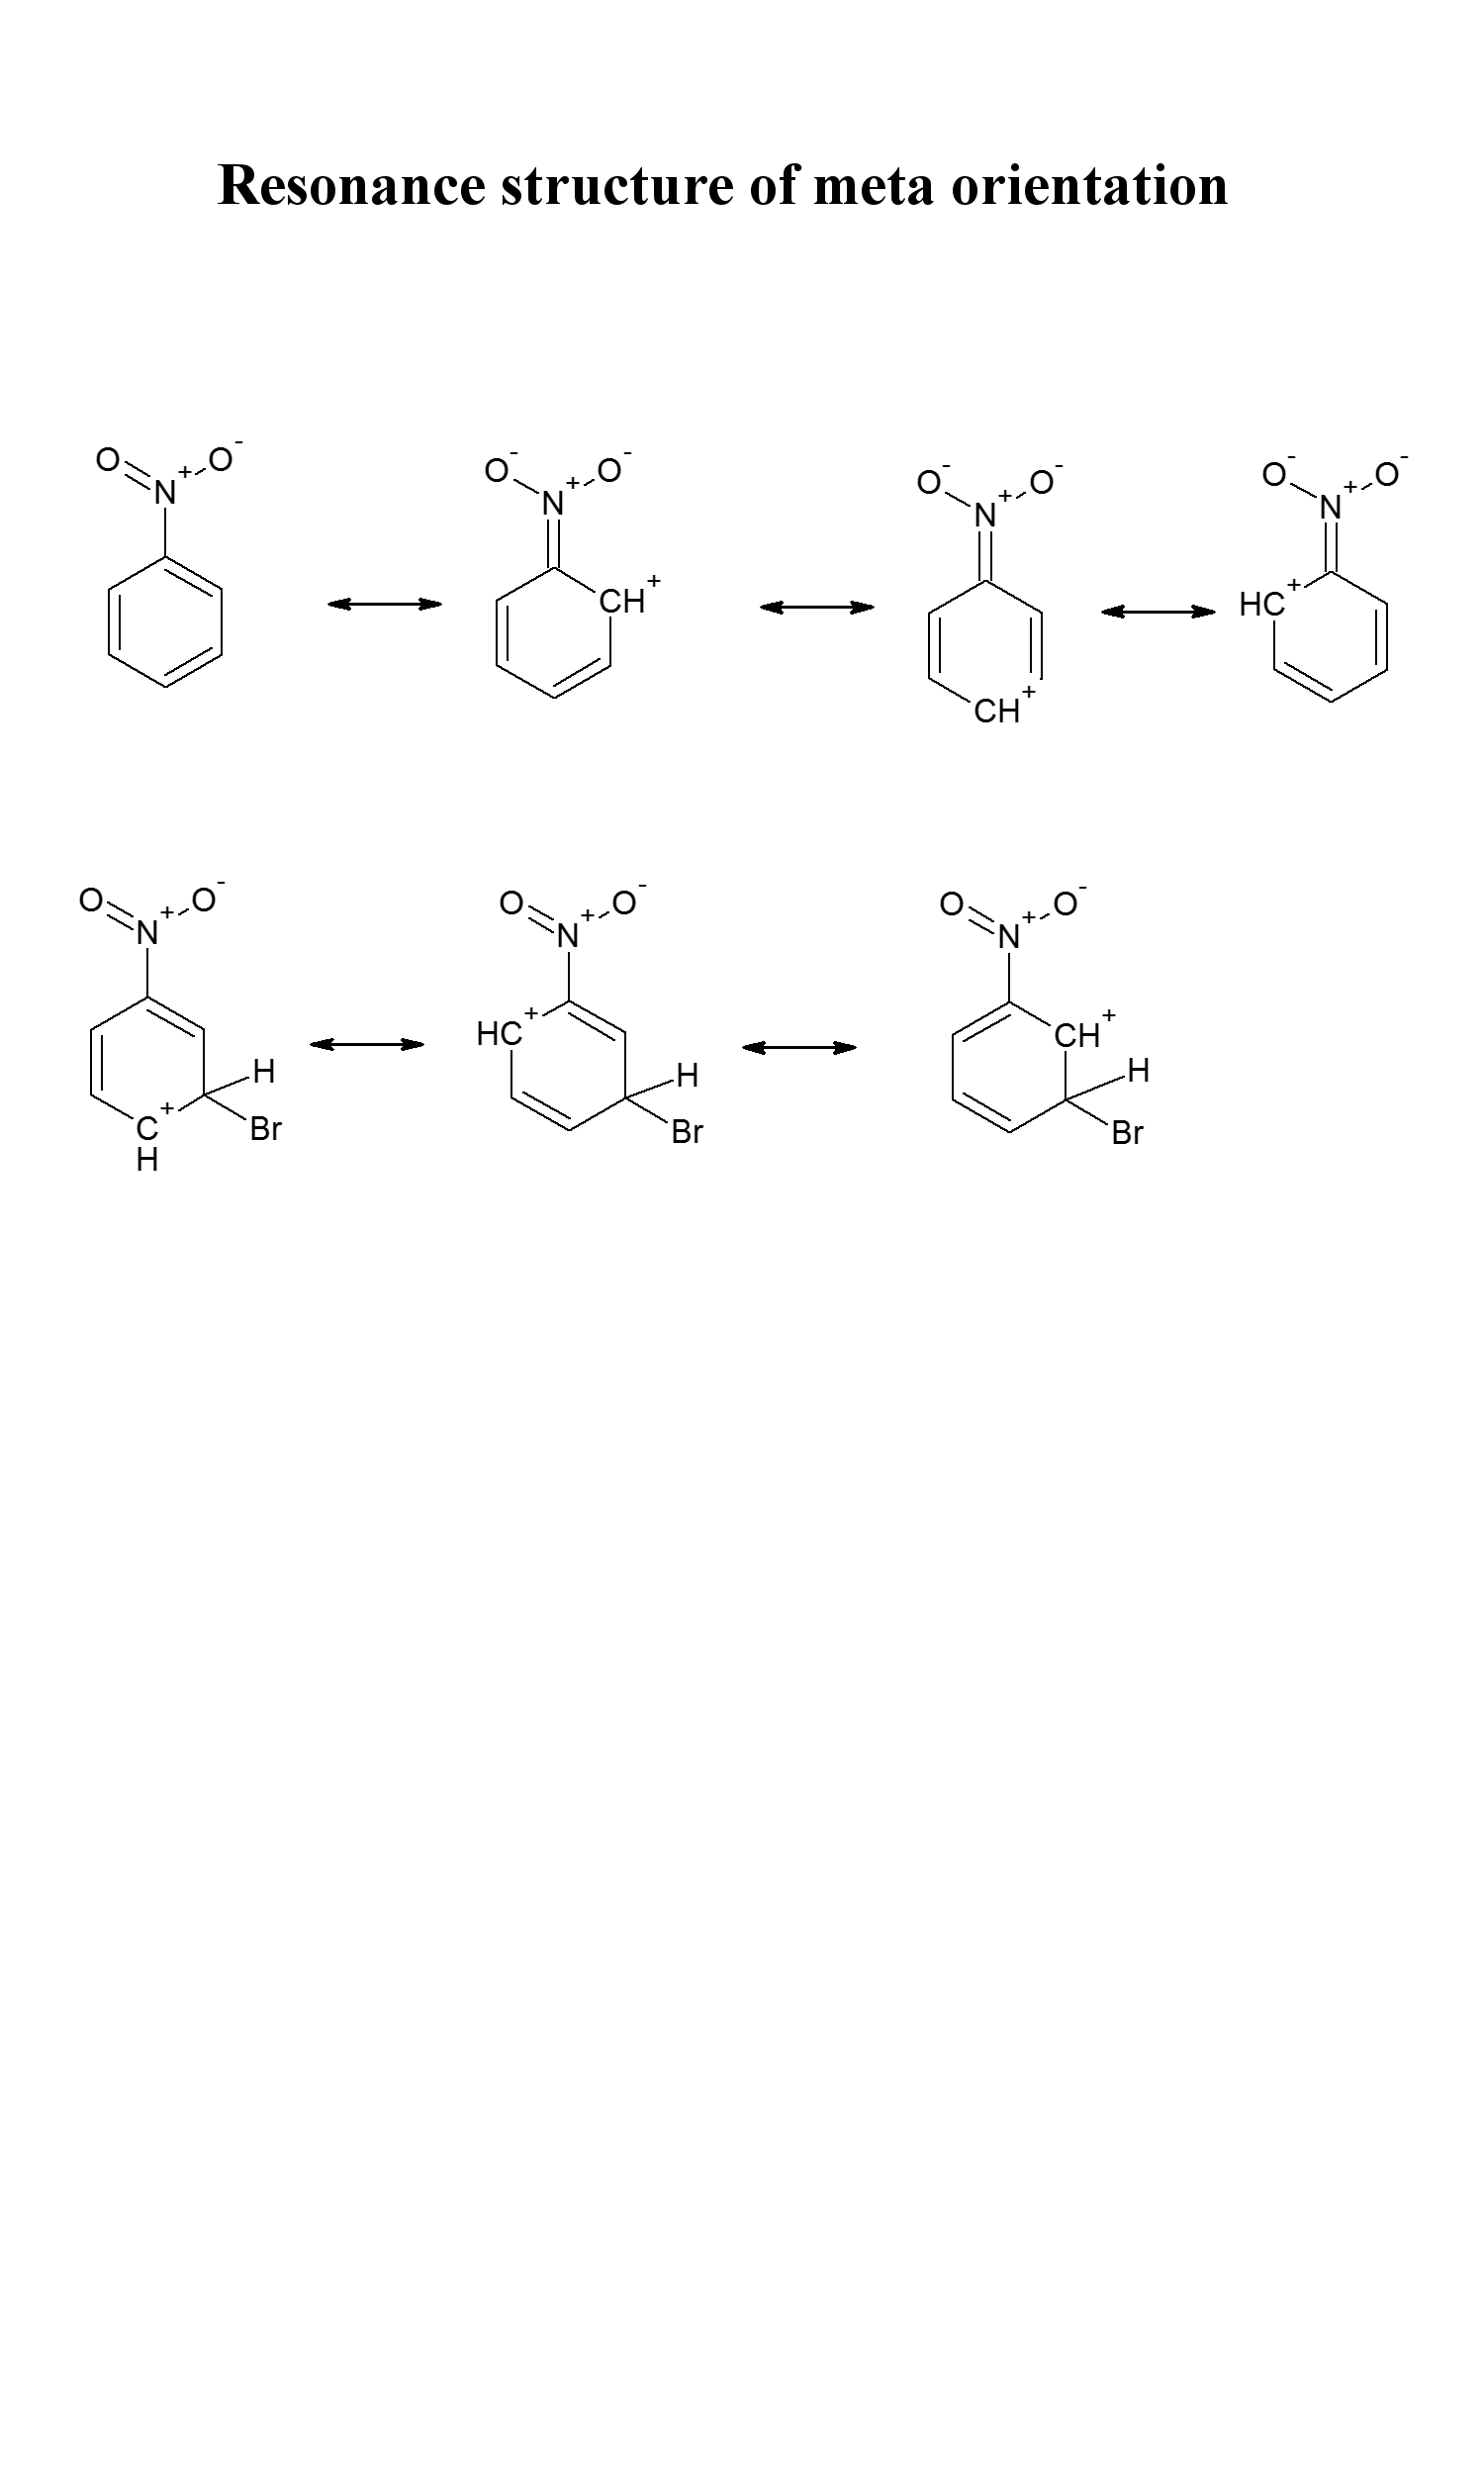 Resonance structure of meta orientation
O N+ O- O- N+ O- O- N+ O- O- N+ O-
CH+ CH+ HC+
O N+ O- O N+ O- O N+ O-
HC+ CH+
H H H
C+ Br Br Br
H